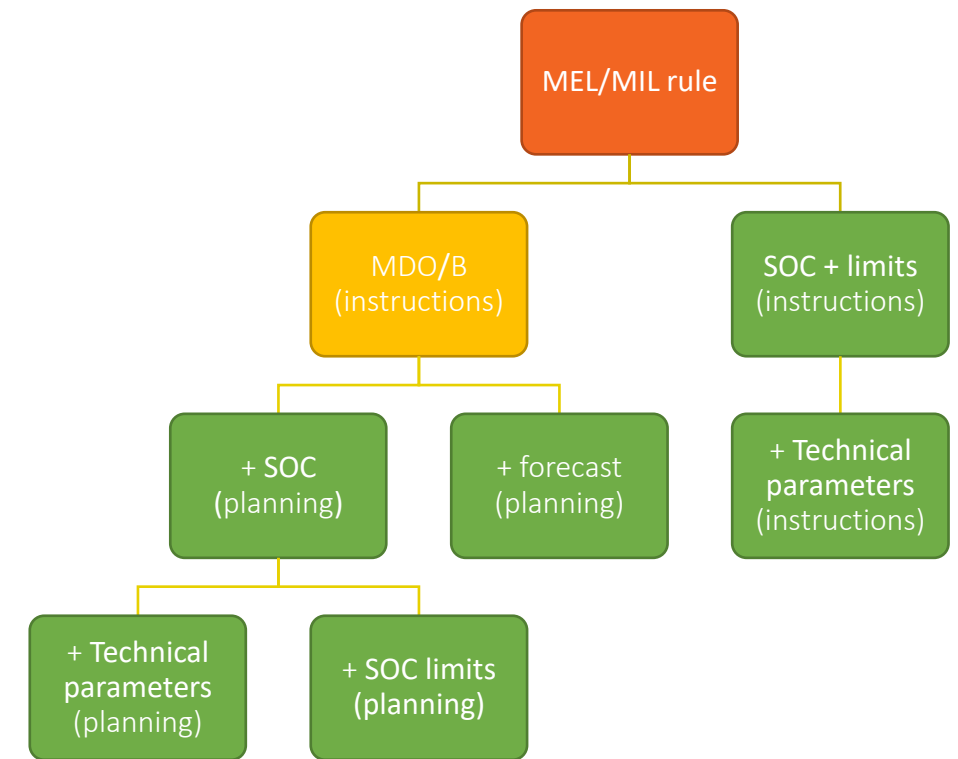 MEL/MIL rule
MDO/B
(instructions)
SOC + limits
(instructions)
+ SOC
(planning)
+ forecast
(planning)
+ Technical
parameters
(instructions)
+ Technical
parameters
(planning)
+ SOC limits
(planning)